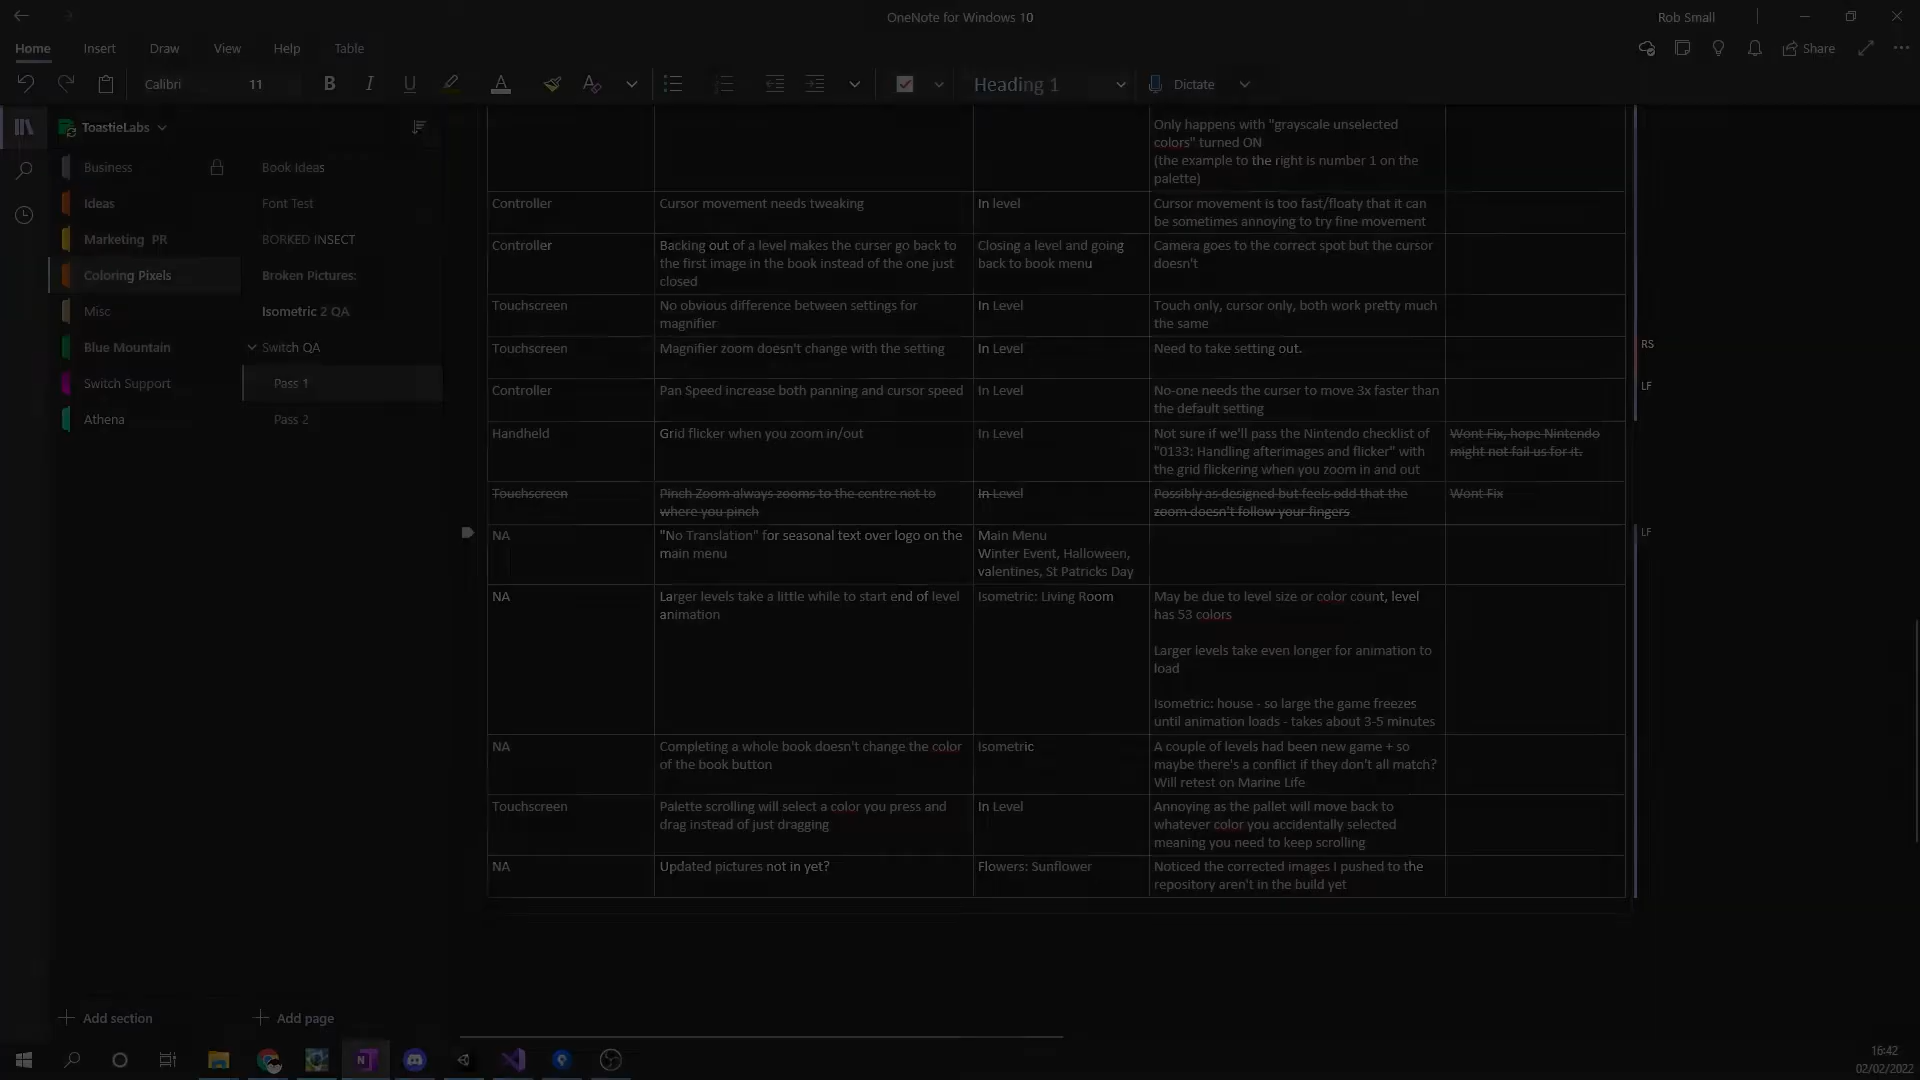 OneNote for Windows 10
Rob Small
Home
Insert
Draw
View
Help
Table
Share
Calibri
11
B
I
U
A
A
Heading 1
Dictate
ToastieLabs
Business
Ideas
Marketing PR
Coloring Pixels
Misc
Blue Mountain
Switch Support
Athena
Book Ideas
Font Test
BORKED INSECT
Broken Pictures:
Isometric 2 QA
Switch QA
Pass 1
Pass 2
Only happens with "grayscale unselected
colors" turned ON
(the example to the right is number 1 on the
palette)
Controller
Cursor movement needs tweaking
In level
Cursor movement is too fast/floaty that it can
be sometimes annoying to try fine movement
Controller
Backing out of a level makes the curser go back to
the first image in the book instead of the one just
closed
Closing a level and going
back to book menu
Camera goes to the correct spot but the cursor
doesn't
Touchscreen
No obvious difference between settings for
magnifier
In Level
Touch only, cursor only, both work pretty much
the same
Touchscreen
Magnifier zoom doesn't change with the setting
In Level
Need to take setting out.
RS
Controller
Pan Speed increase both panning and cursor speed
In Level
No-one needs the curser to move 3x faster than
the default setting
LF
Handheld
Grid flicker when you zoom in/out
In Level
Not sure if we'll pass the Nintendo checklist of
"0133: Handling afterimages and flicker" with
the grid flickering when you zoom in and out
Wont Fix, hope Nintendo
might not fail us for it.
Touchscreen
Pinch Zoom always zooms to the centre not to
where you pinch
In Level
Possibly as designed but feels odd that the
zoom doesn't follow your fingers
Wont Fix
NA
"No Translation" for seasonal text over logo on the
main menu
Main Menu
Winter Event, Halloween,
valentines, St Patricks Day
LF
NA
Larger levels take a little while to start end of level
animation
Isometric: Living Room
May be due to level size or color count, level
has 53 colors
Larger levels take even longer for animation to
load
Isometric: house - so large the game freezes
until animation loads - takes about 3-5 minutes
NA
Completing a whole book doesn't change the color
of the book button
Isometric
A couple of levels had been new game + so
maybe there's a conflict if they don't all match?
Will retest on Marine Life
Touchscreen
Palette scrolling will select a color you press and
drag instead of just dragging
In Level
Annoying as the pallet will move back to
whatever color you accidentally selected
meaning you need to keep scrolling
NA
Updated pictures not in yet?
Flowers: Sunflower
Noticed the corrected images I pushed to the
repository aren't in the build yet
Add section
Add page
N
16:42
02/02/2022